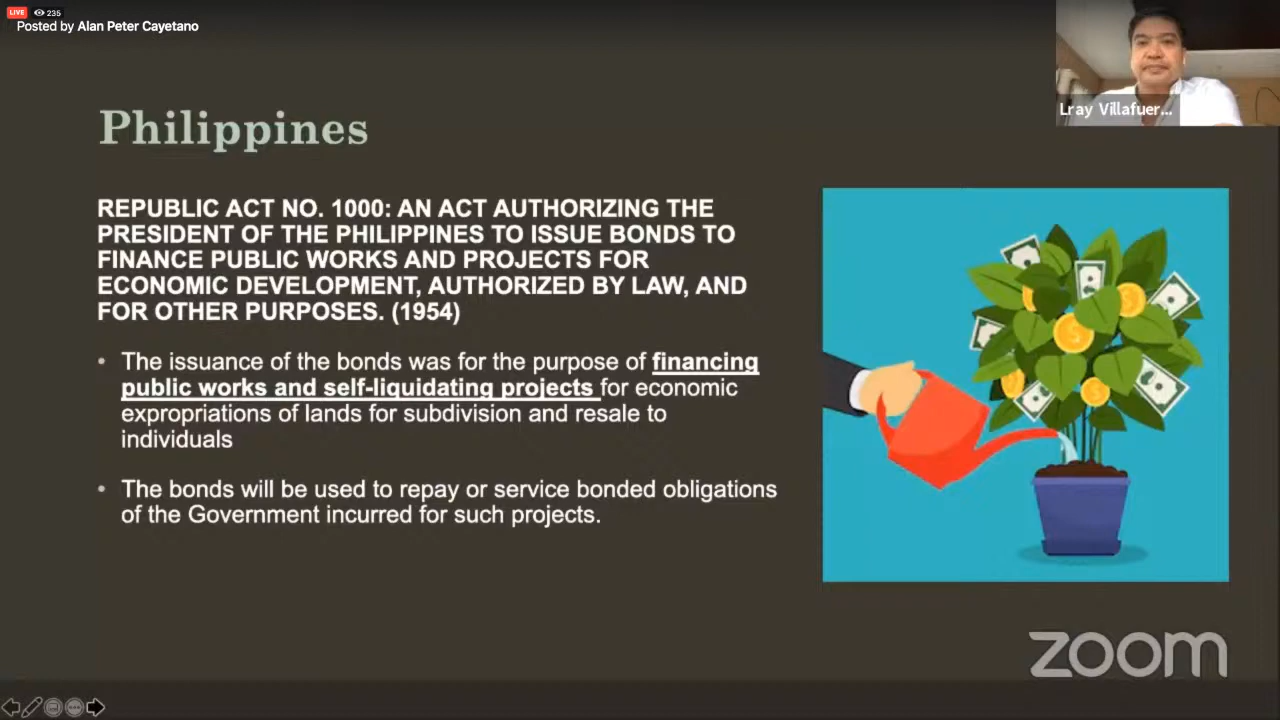 LIVE 235
Posted by Alan Peter Cayetano
Lray Villafuer...
Philippines
REPUBLIC ACT NO. 1000: AN ACT AUTHORIZING THE
PRESIDENT OF THE PHILIPPINES TO ISSUE BONDS TO
FINANCE PUBLIC WORKS AND PROJECTS FOR
ECONOMIC DEVELOPMENT, AUTHORIZED BY LAW, AND
FOR OTHER PURPOSES. (1954)
• The issuance of the bonds was for the purpose of financing
public works and self-liquidating projects for economic
expropriations of lands for subdivision and resale to
individuals
• The bonds will be used to repay or service bonded obligations
of the Government incurred for such projects.
zoom